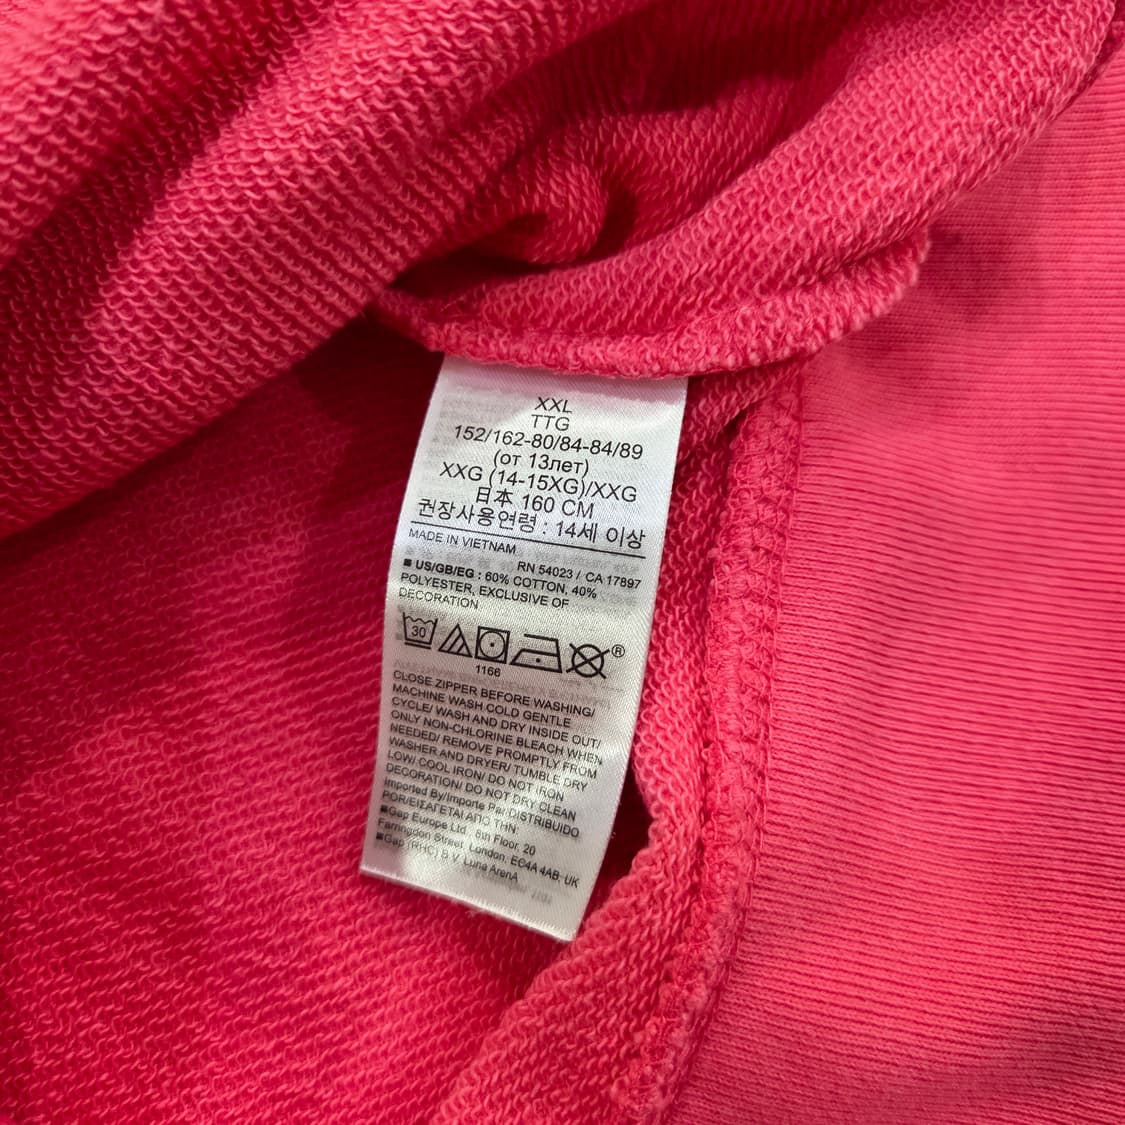 XXL
TTG
152/162-80/84-84/89
(от 13лет)
XXG (14-15XG)/XXG
日本 160 CM
권장사용연령 : 14세 이상
MADE IN VIETNAM
RN 54023 / CA 17897
■ US/GB/EG : 60% COTTON, 40%
POLYESTER, EXCLUSIVE OF
DECORATION
30
®
1166
CLOSE ZIPPER BEFORE WASHING/
MACHINE WASH COLD GENTLE
CYCLE/ WASH AND DRY INSIDE OUT/
ONLY NON-CHLORINE BLEACH WHEN
NEEDED/ REMOVE PROMPTLY FROM
WASHER AND DRYER/ TUMBLE DRY
LOW/ COOL IRON/ DO NOT IRON
DECORATION/ DO NOT DRY CLEAN
Imported By/Importe Par/DISTRIBUIDO
POR/ΕΙΣΑΓΕΤΑΙ ΑΠΟ ΤΗΝ:
■Gap Europe Ltd., 8th Floor, 20
Farringdon Street, London, EC4A 4AB, UK
■Gap (RHC) B.V. Luna ArenA